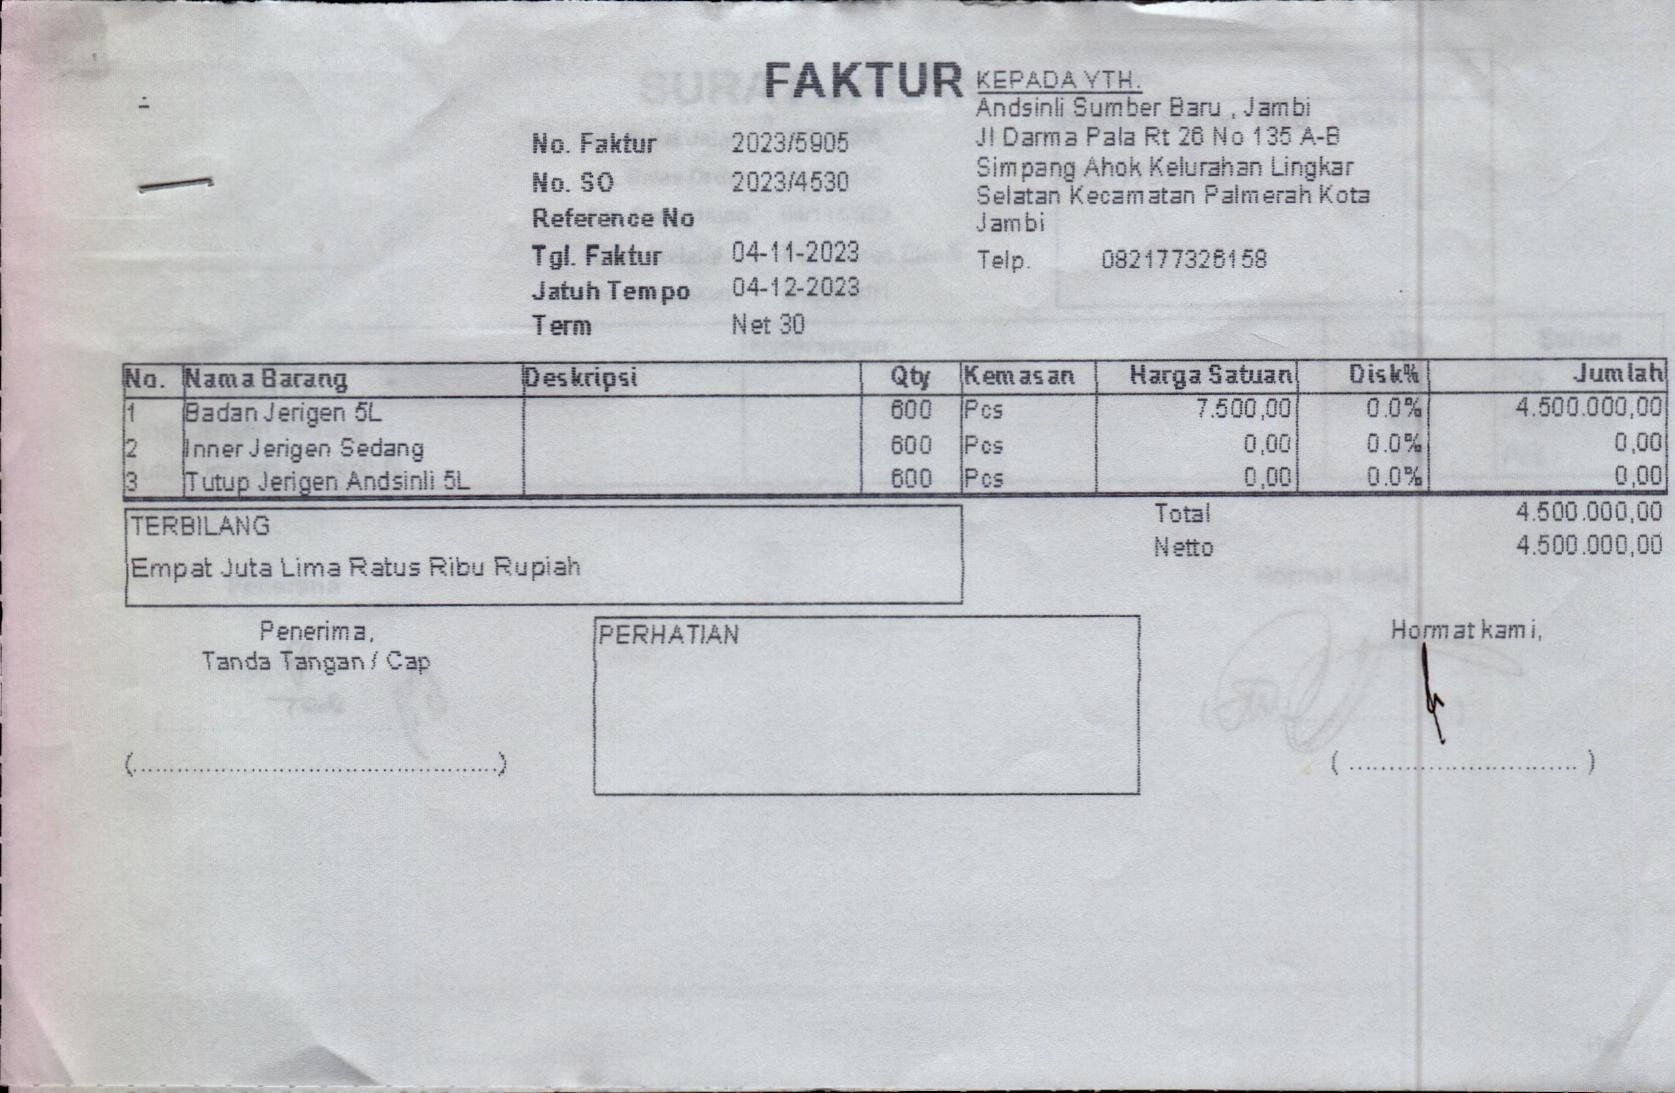 FAKTUR
KEPADA YTH.
Andsinli Sumber Baru , Jambi
Jl Darma Pala Rt 26 No 135 A-B
Simpang Ahok Kelurahan Lingkar
Selatan Kecamatan Palmerah Kota
Jambi
Telp. 082177326158
No. Faktur 2023/5905
No. SO 2023/4530
Reference No
Tgl. Faktur 04-11-2023
Jatuh Tempo 04-12-2023
Term Net 30
No. Nama Barang Deskripsi Qty Kemasan Harga Satuan Disk% Jumlah
1 Badan Jerigen 5L 600 Pcs 7.500,00 0.0% 4.500.000,00
2 Inner Jerigen Sedang 600 Pcs 0,00 0.0% 0,00
3 Tutup Jerigen Andsinli 5L 600 Pcs 0,00 0.0% 0,00
Total 4.500.000,00
Netto 4.500.000,00
TERBILANG
Empat Juta Lima Ratus Ribu Rupiah
Penerima,
Tanda Tangan / Cap
(................................................)
PERHATIAN
Hormat kami,
( .............................. )